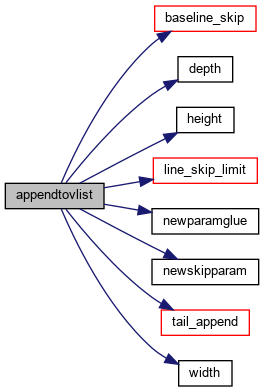 baseline_skip
depth
height
line_skip_limit
appendtovlist
newparamglue
newskipparam
tail_append
width